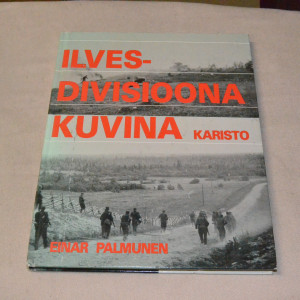 ILVES-
DIVISIOONA
KUVINA KARISTO
EINAR PALMUNEN